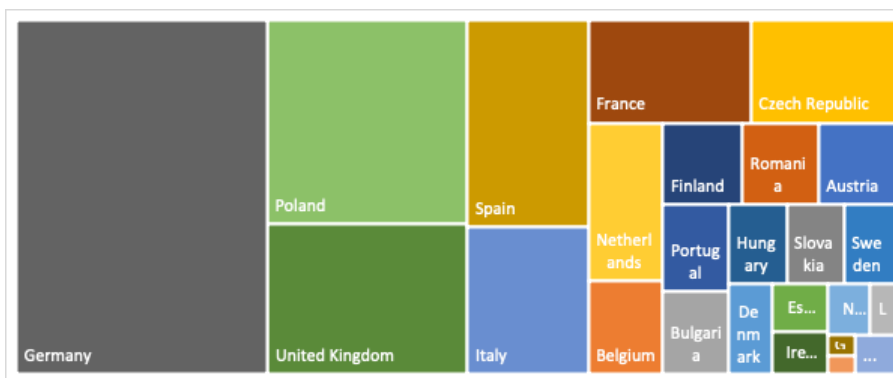 France
Czech Republic
Poland
Spain
Finland
Romani
a
Austria
Netherl
ands
Portug
al
Hung
ary
Slova
kia
Swe
den
Germany
United Kingdom
Italy
Belgium
Bulgari
a
De
nm
ark
Es...
N...
L
Ire...
...